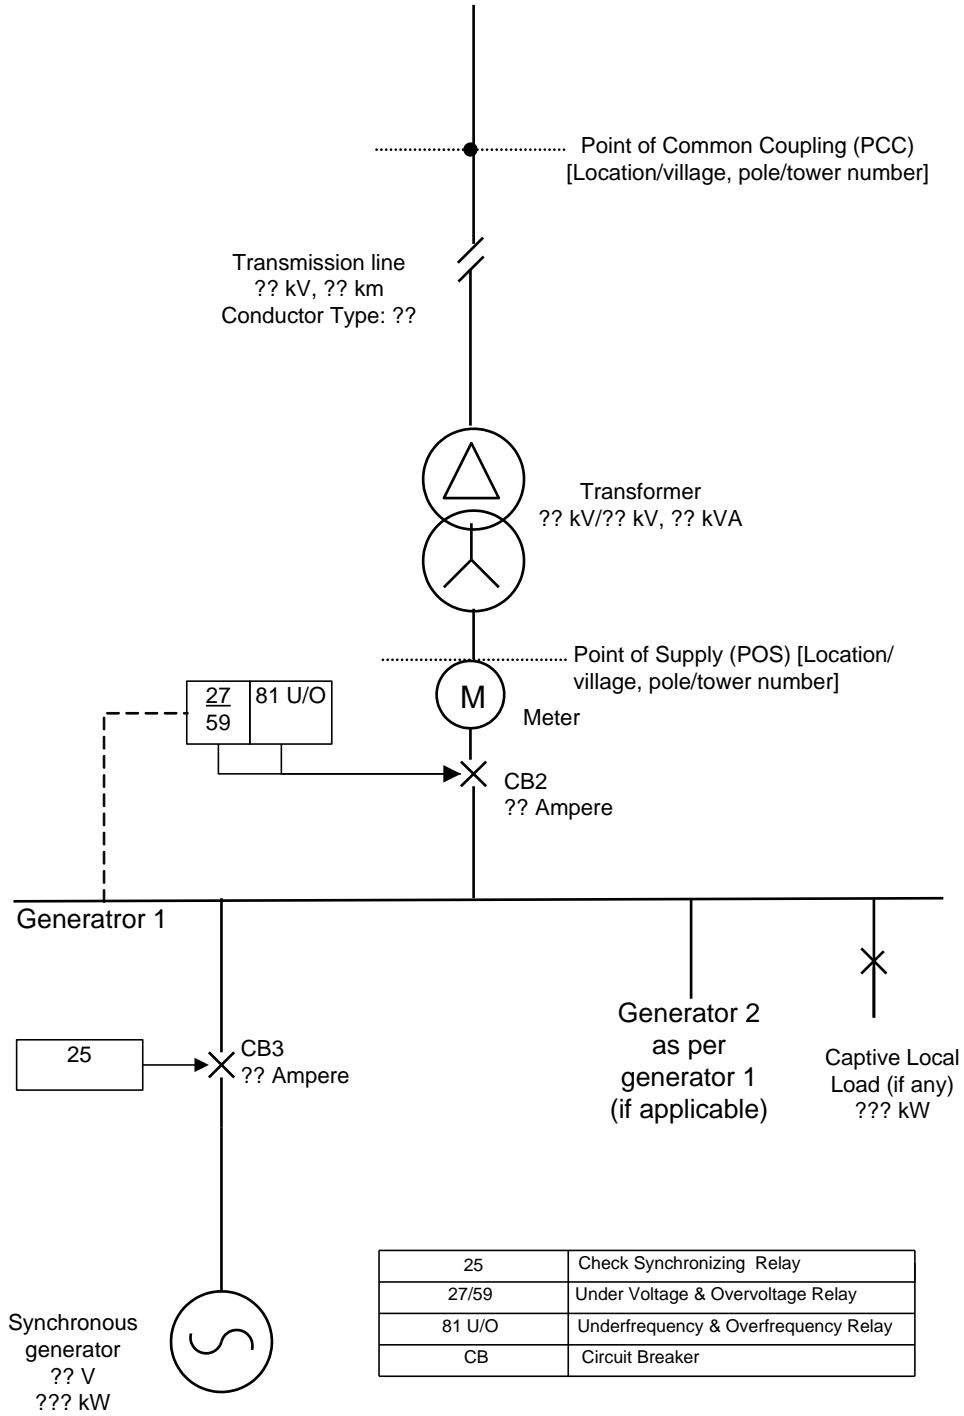 Point of Common Coupling (PCC)
[Location/village, pole/tower number]
Transmission line
?? kV, ?? km
Conductor Type: ??
Transformer
?? kV/?? kV, ?? kVA
Point of Supply (POS) [Location/
village, pole/tower number]
27
59
81 U/O
M
Meter
CB2
?? Ampere
Generatror 1
25
CB3
?? Ampere
Generator 2
as per
generator 1
(if applicable)
Captive Local
Load (if any)
??? kW
Synchronous
generator
?? V
??? kW
25 Check Synchronizing Relay
27/59 Under Voltage & Overvoltage Relay
81 U/O Underfrequency & Overfrequency Relay
CB Circuit Breaker